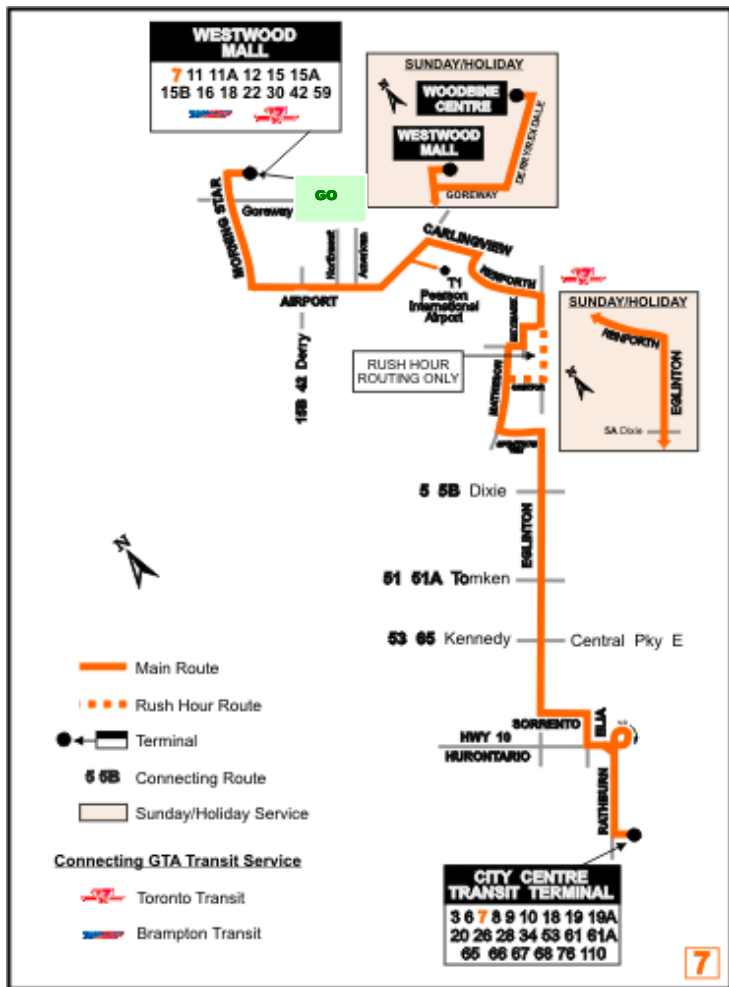 WESTWOOD
MALL
7 11 11A 12 15 15A
15B 16 18 22 30 42 59
SUNDAY/HOLIDAY
WOODBINE
CENTRE
WESTWOOD
MALL
DERRY/REXDALE
GOREWAY
N
GO
Goreway
MORNING STAR
Northwest
American
AIRPORT
15B 42 Derry
CARLINGVIEW
RENFORTH
T1
Pearson
International
Airport
RUSH HOUR
ROUTING ONLY
MATHESON
SUNDAY/HOLIDAY
RENFORTH
EGLINTON
5A Dixie
N
5 5B Dixie
EGLINTON
51 51A Tomken
53 65 Kennedy
Central Pky E
N
SORRENTO
ELIA
HWY 10
HURONTARIO
RATHBURN
Main Route
Rush Hour Route
Terminal
5 5B Connecting Route
Sunday/Holiday Service
Connecting GTA Transit Service
Toronto Transit
Brampton Transit
CITY CENTRE
TRANSIT TERMINAL
3 6 7 8 9 10 18 19 19A
20 26 28 34 53 61 61A
65 66 67 68 76 110
7